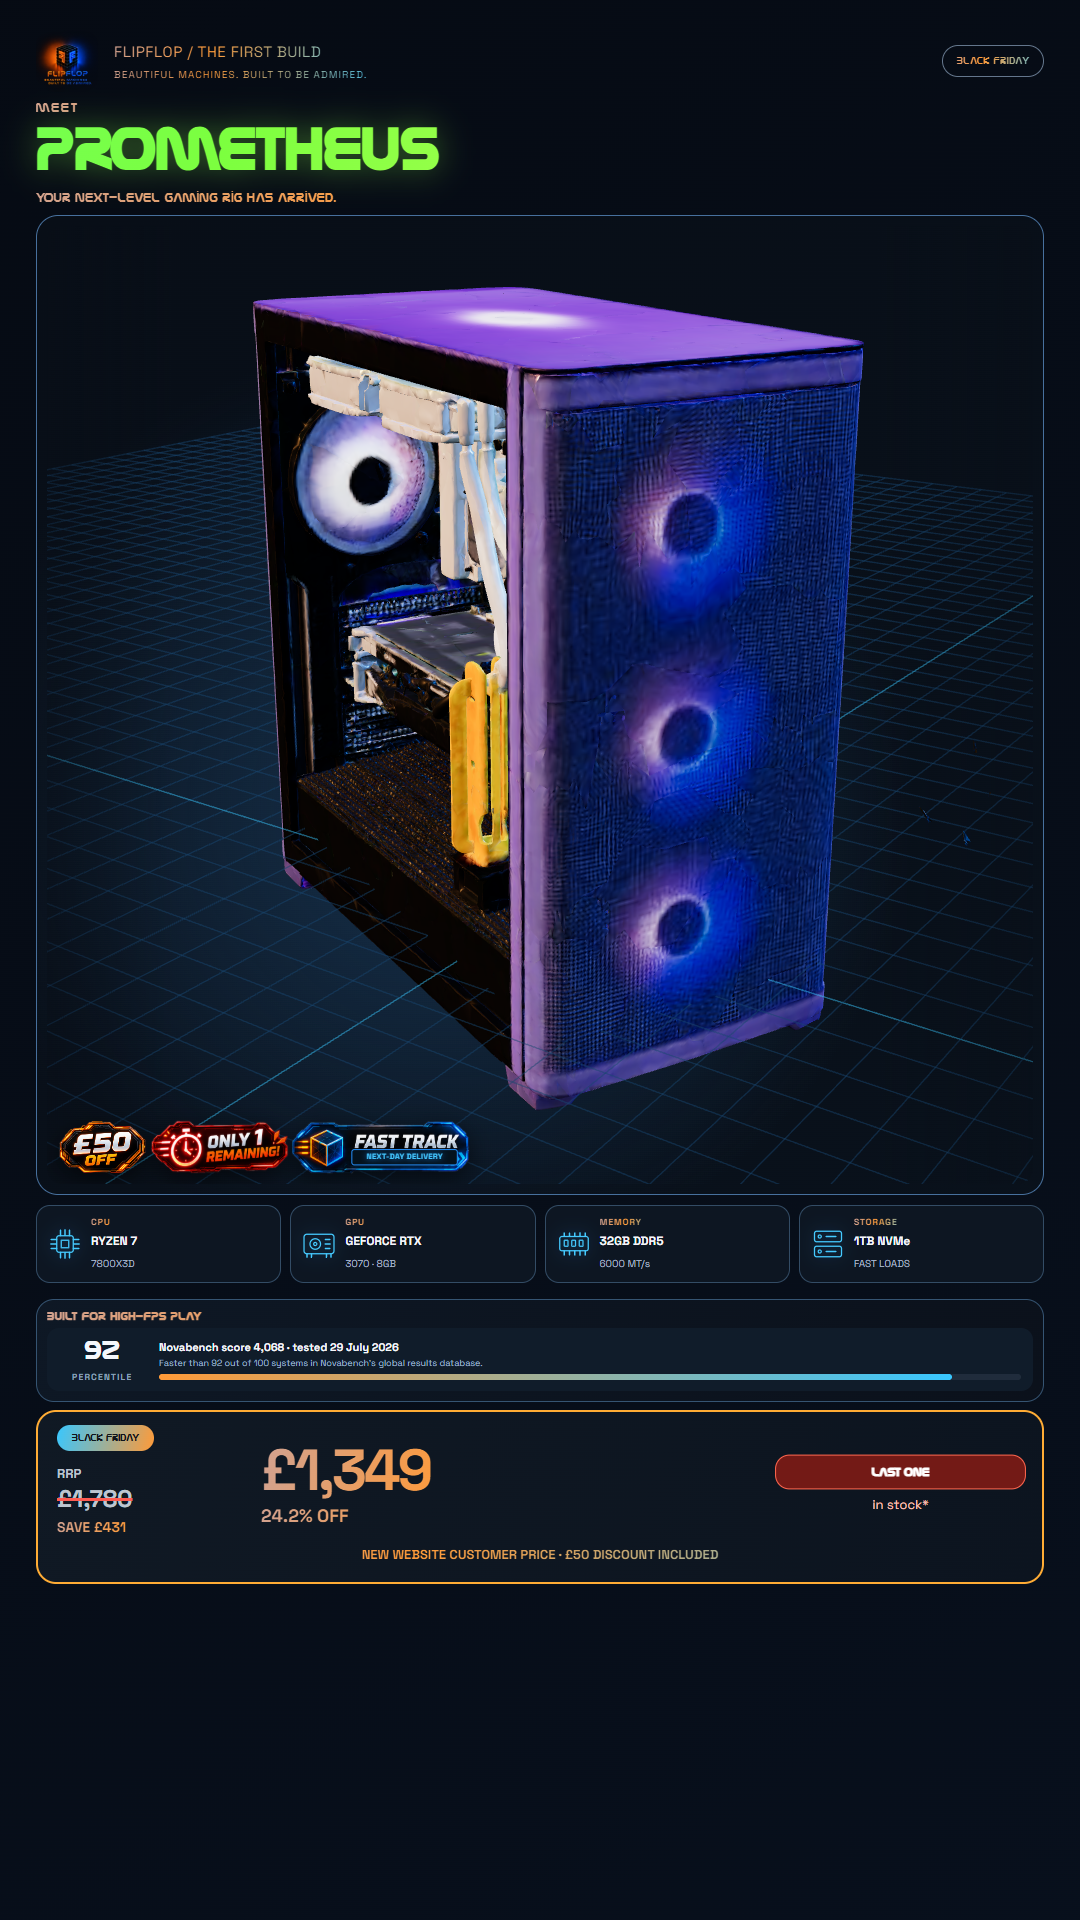 FLIPFLOP
FLIPFLOP / THE FIRST BUILD
BEAUTIFUL MACHINES. BUILT TO BE ADMIRED.
BLACK FRIDAY
MEET
PROMETHEUS
YOUR NEXT-LEVEL GAMING RIG HAS ARRIVED.
£50
OFF
ONLY 1
REMAINING!
FAST TRACK
NEXT-DAY DELIVERY
CPU
RYZEN 7
7800X3D
GPU
GEFORCE RTX
3070 · 8GB
MEMORY
32GB DDR5
6000 MT/s
STORAGE
1TB NVMe
FAST LOADS
BUILT FOR HIGH-FPS PLAY
92
PERCENTILE
Novabench score 4,068 · tested 29 July 2026
Faster than 92 out of 100 systems in Novabench's global results database.
BLACK FRIDAY
RRP
£1,780
SAVE £431
£1,349
24.2% OFF
LAST ONE
in stock*
NEW WEBSITE CUSTOMER PRICE · £50 DISCOUNT INCLUDED